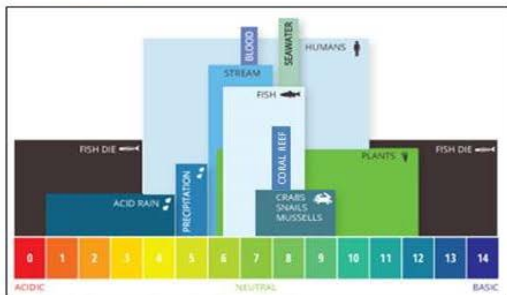 BLOOD
SEAWATER
HUMANS
STREAM
FISH
FISH DIE
CORAL REEF
PLANTS
FISH DIE
PRECIPITATION
ACID RAIN
CRABS
SNAILS
MUSSELLS
0 1 2 3 4 5 6 7 8 9 10 11 12 13 14
ACIDIC NEUTRAL BASIC